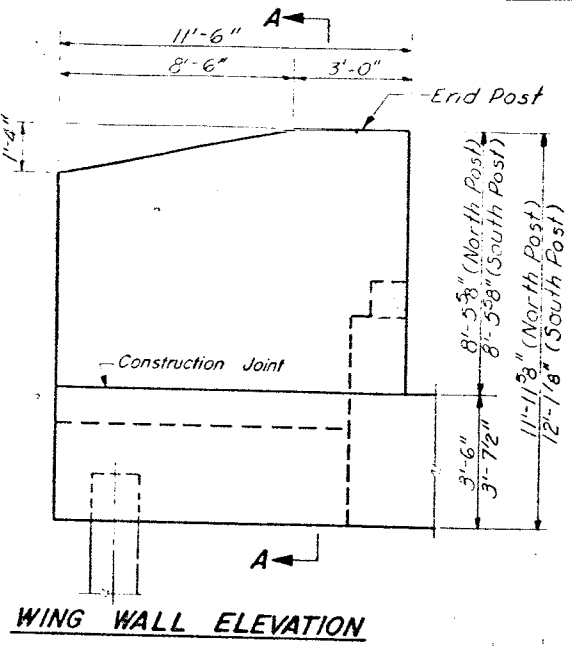 A
11'-6"
8'-6"
3'-0"
End Post
1'-4"
8'-5⅝" (North Post)
8'-5⅝" (South Post)
11'-11⅝" (North Post)
12'-1⅛" (South Post)
Construction Joint
3'-6"
3'-7½"
A
WING WALL ELEVATION